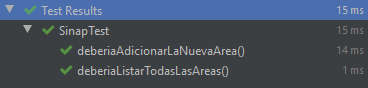 Test Results 15 ms
SinapTest 15 ms
deberiaAdicionarLaNuevaArea() 14 ms
deberiaListarTodasLasAreas() 1 ms